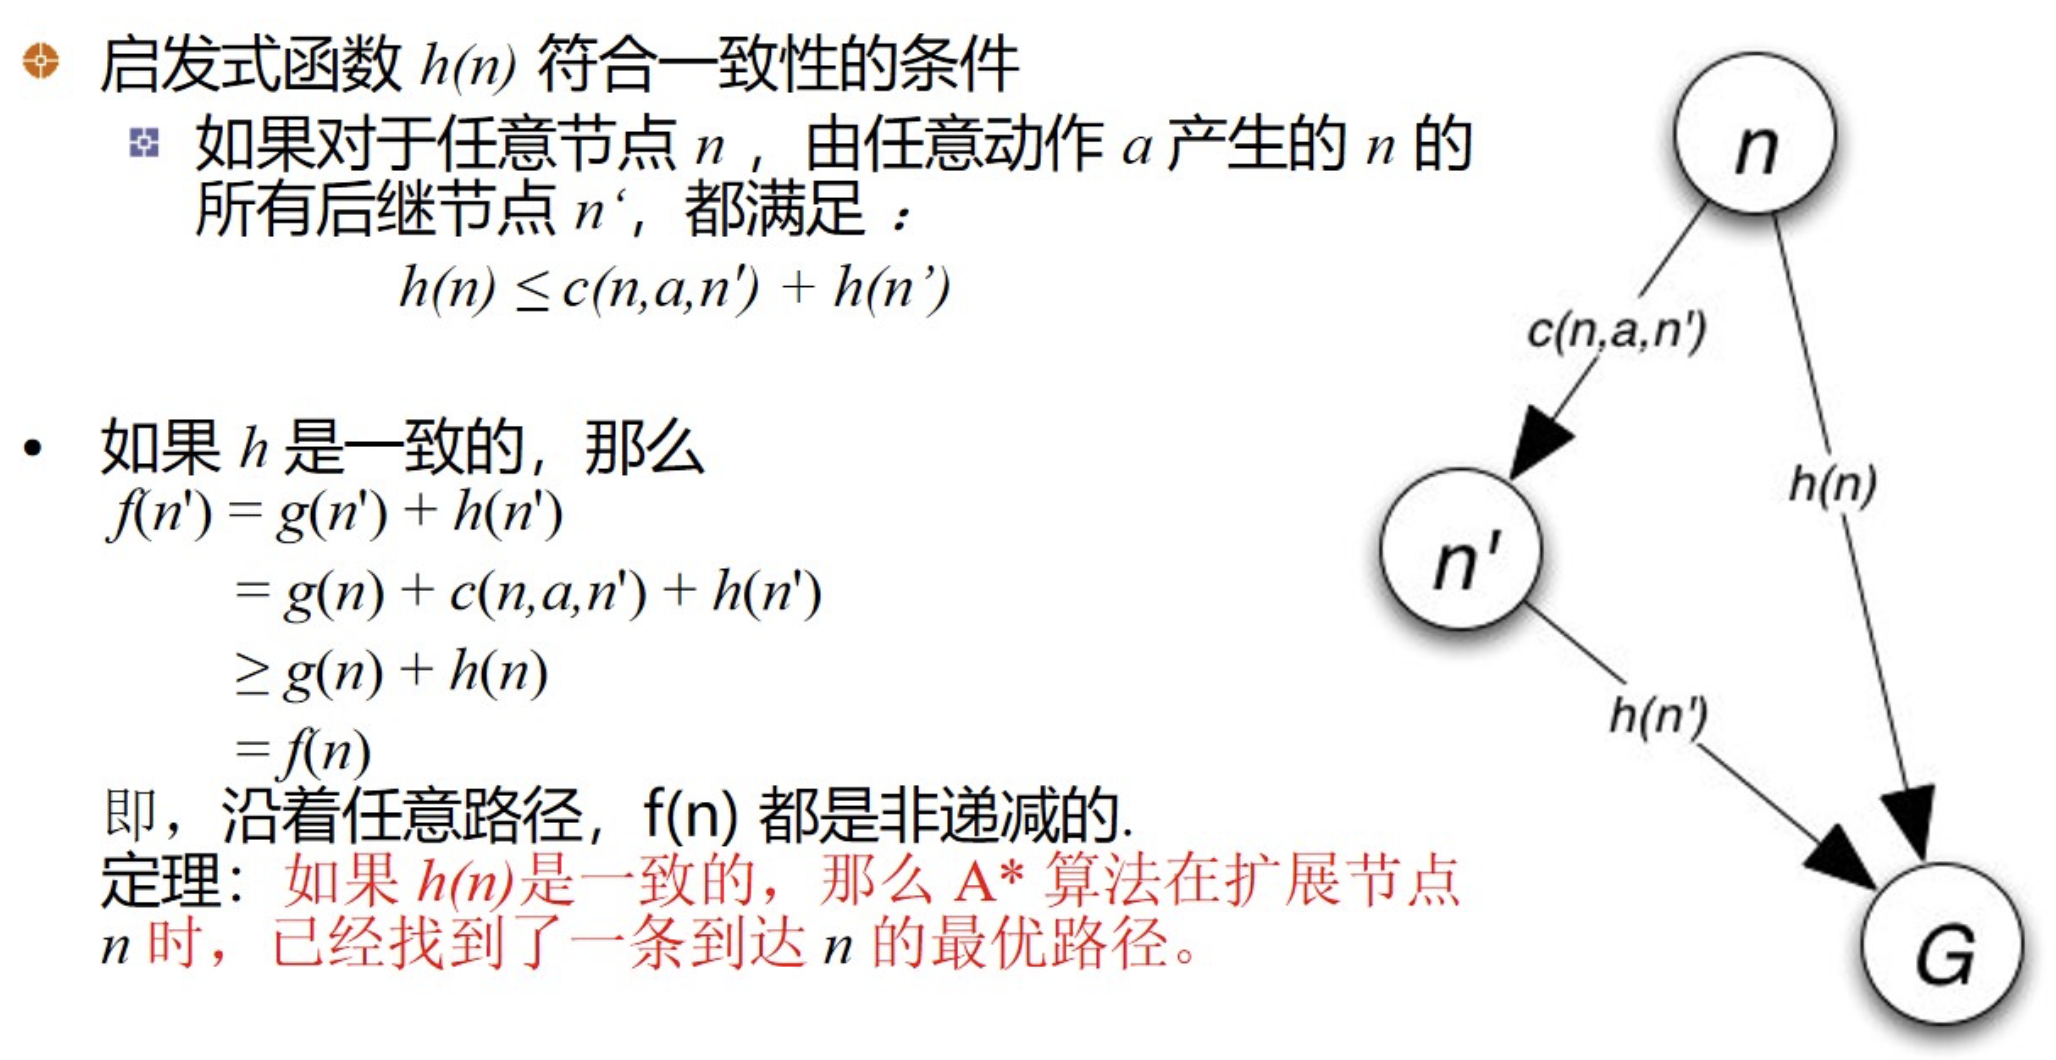 启发式函数 h(n) 符合一致性的条件
如果对于任意节点 n ，由任意动作 a 产生的 n 的
所有后继节点 n‘，都满足：
h(n) ≤ c(n,a,n') + h(n’)
如果 h 是一致的，那么
f(n') = g(n') + h(n')
= g(n) + c(n,a,n') + h(n')
≥ g(n) + h(n)
= f(n)
即，沿着任意路径，f(n) 都是非递减的.
定理：如果 h(n)是一致的，那么 A* 算法在扩展节点
n 时，已经找到了一条到达 n 的最优路径。
n
c(n,a,n')
h(n)
n'
h(n')
G